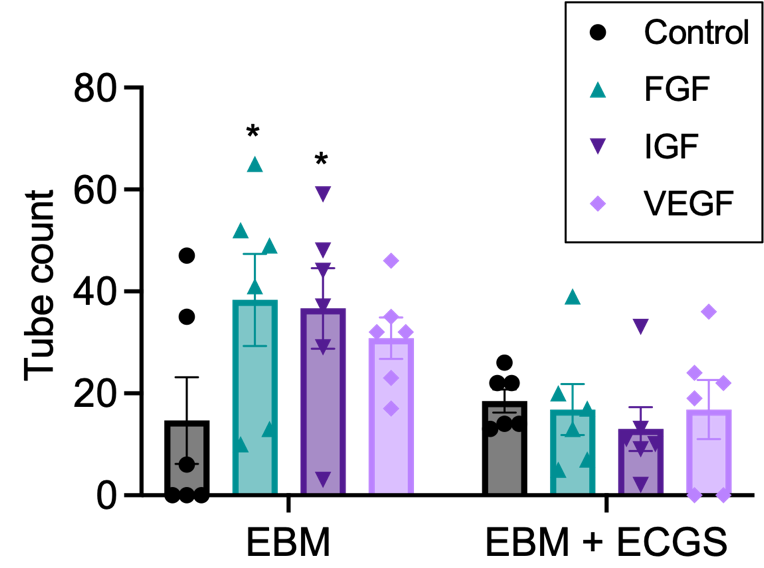 Control
FGF
IGF
VEGF
Tube count
80
60
40
20
0
*
*
EBM
EBM + ECGS